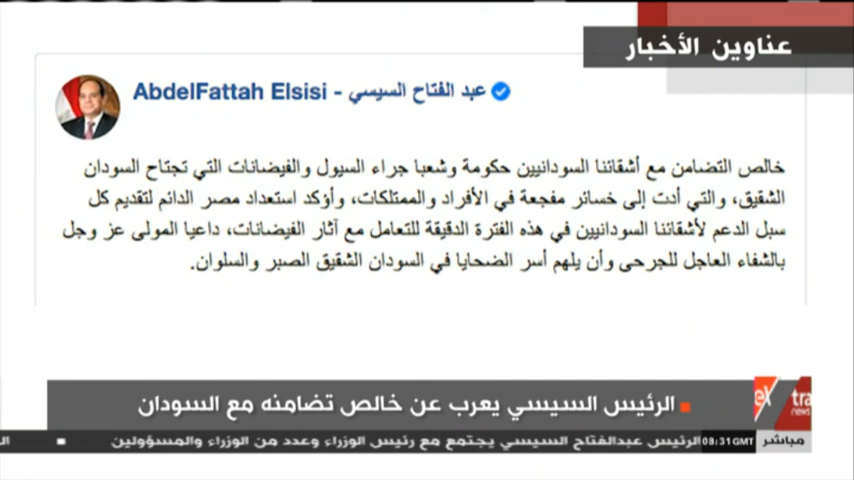 عناوين الأخبار
AbdelFattah Elsisi - عبد الفتاح السيسي
خالص التضامن مع أشقائنا السودانيين حكومة وشعبا جراء السيول والفيضانات التي تجتاح السودان
الشقيق، والتي أدت إلى خسائر مفجعة في الأفراد والممتلكات، وأؤكد استعداد مصر الدائم لتقديم كل
سبل الدعم لأشقائنا السودانيين في هذه الفترة الدقيقة للتعامل مع آثار الفيضانات، داعيا المولى عز وجل
بالشفاء العاجل للجرحى وأن يلهم أسر الضحايا في السودان الشقيق الصبر والسلوان.
الرئيس السيسي يعرب عن خالص تضامنه مع السودان
ex
tra
news
مباشر
08:31 GMT
الرئيس عبدالفتاح السيسي يجتمع مع رئيس الوزراء وعدد من الوزراء والمسؤولين